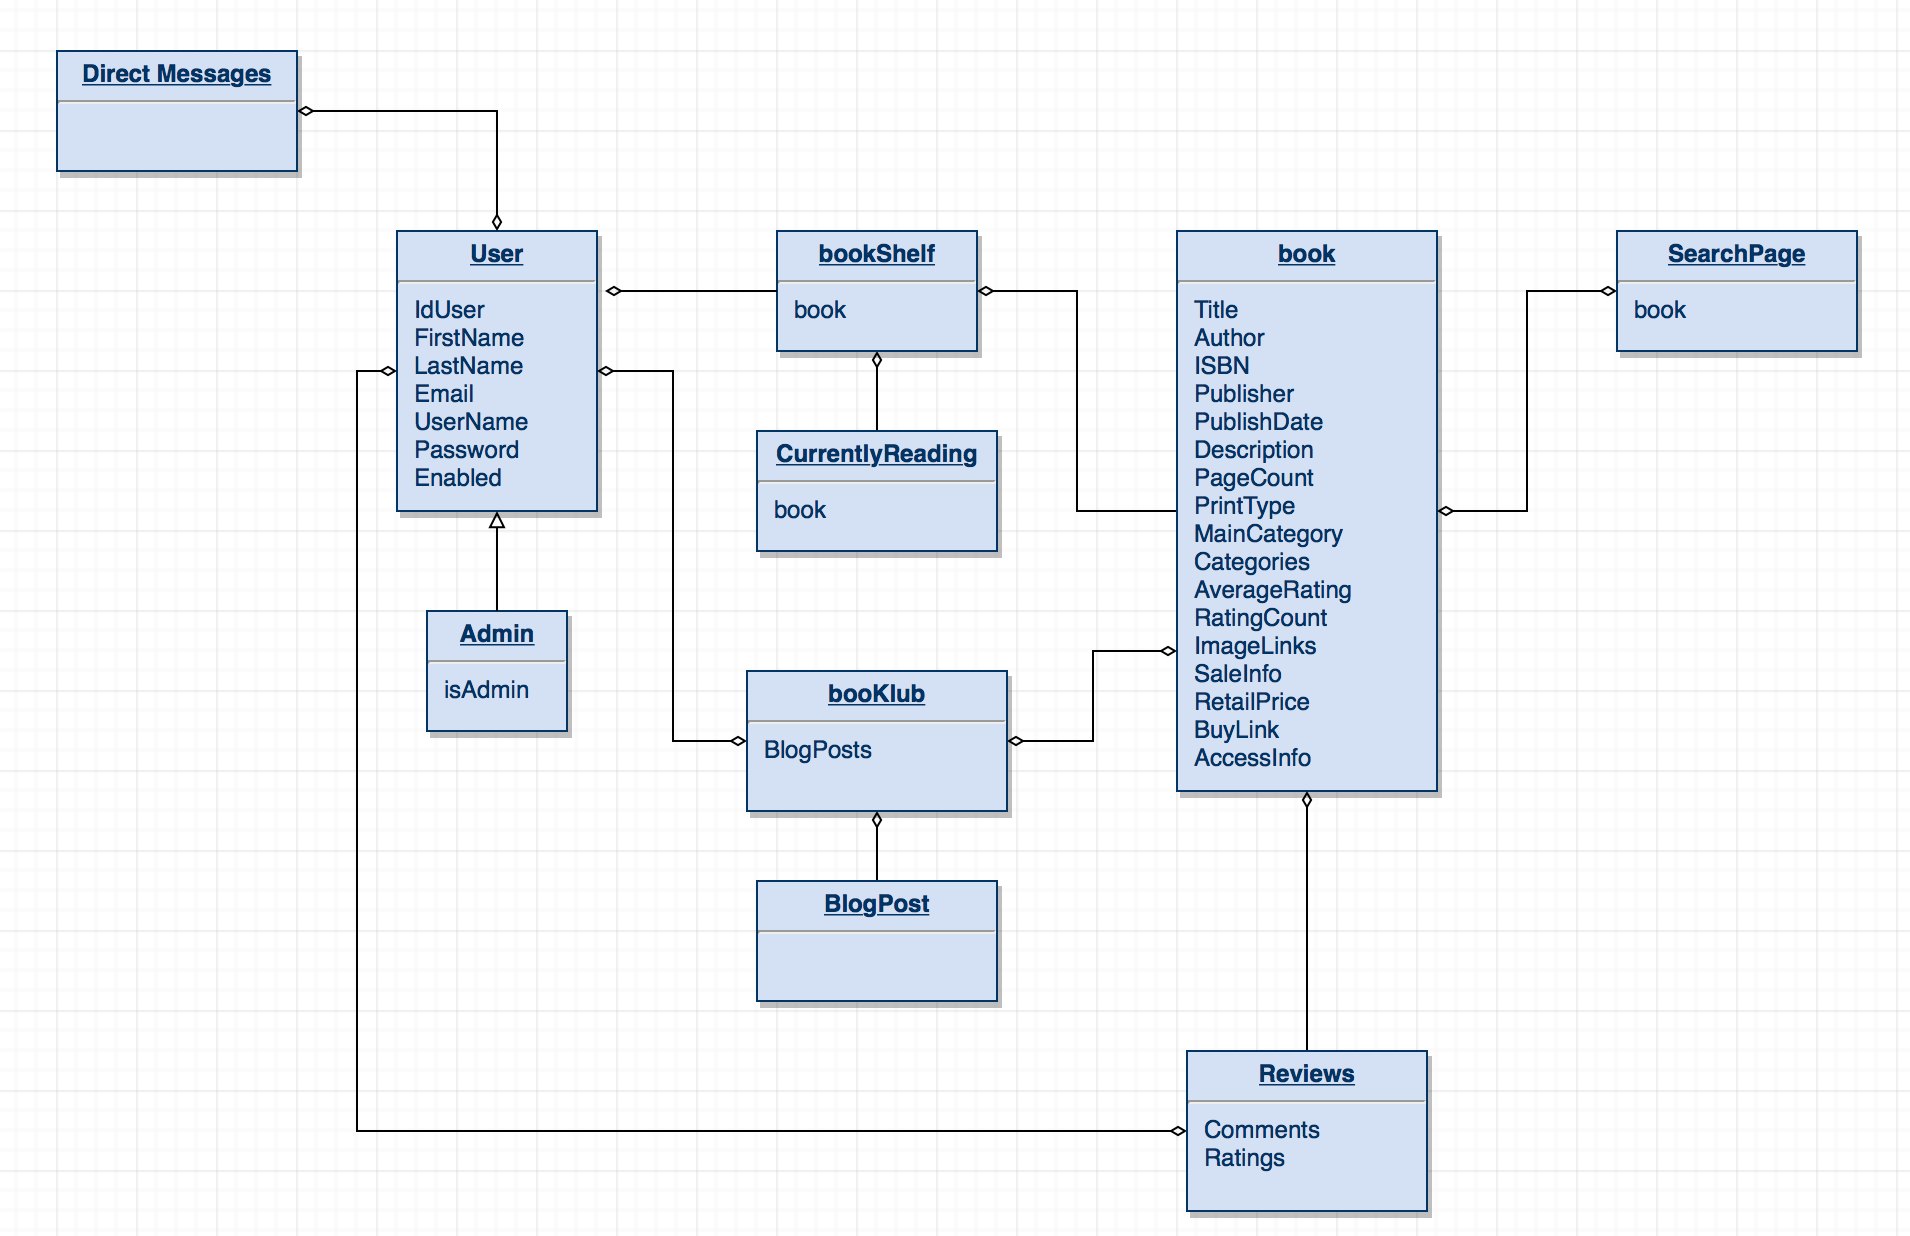 Direct Messages
User
IdUser
FirstName
LastName
Email
UserName
Password
Enabled
bookShelf
book
book
Title
Author
ISBN
Publisher
PublishDate
Description
PageCount
PrintType
MainCategory
Categories
AverageRating
RatingCount
ImageLinks
SaleInfo
RetailPrice
BuyLink
AccessInfo
SearchPage
book
CurrentlyReading
book
Admin
isAdmin
booKlub
BlogPosts
BlogPost
Reviews
Comments
Ratings